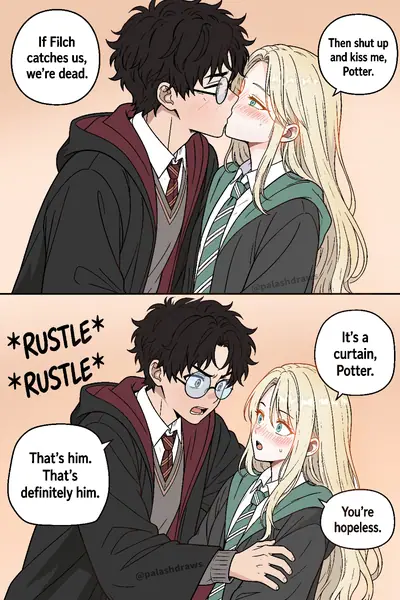 If Filch
catches us,
we're dead.
Then shut up
and kiss me,
Potter.
@palashdraws
*RUSTLE*
*RUSTLE*
It's a
curtain,
Potter.
That's him.
That's
definitely him.
You're
hopeless.
@palashdraws